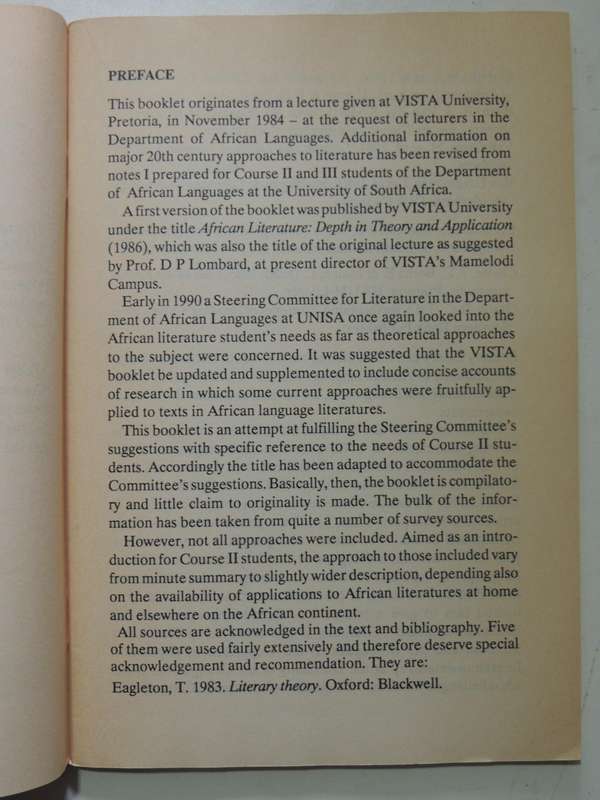 PREFACE
This booklet originates from a lecture given at VISTA University,
Pretoria, in November 1984 – at the request of lecturers in the
Department of African Languages. Additional information on
major 20th century approaches to literature has been revised from
notes I prepared for Course II and III students of the Department
of African Languages at the University of South Africa.
A first version of the booklet was published by VISTA University
under the title African Literature: Depth in Theory and Application
(1986), which was also the title of the original lecture as suggested
by Prof. D P Lombard, at present director of VISTA's Mamelodi
Campus.
Early in 1990 a Steering Committee for Literature in the Depart-
ment of African Languages at UNISA once again looked into the
African literature student's needs as far as theoretical approaches
to the subject were concerned. It was suggested that the VISTA
booklet be updated and supplemented to include concise accounts
of research in which some current approaches were fruitfully ap-
plied to texts in African language literatures.
This booklet is an attempt at fulfilling the Steering Committee's
suggestions with specific reference to the needs of Course II stu-
dents. Accordingly the title has been adapted to accommodate the
Committee's suggestions. Basically, then, the booklet is compilato-
ry and little claim to originality is made. The bulk of the infor-
mation has been taken from quite a number of survey sources.
However, not all approaches were included. Aimed as an intro-
duction for Course II students, the approach to those included vary
from minute summary to slightly wider description, depending also
on the availability of applications to African literatures at home
and elsewhere on the African continent.
All sources are acknowledged in the text and bibliography. Five
of them were used fairly extensively and therefore deserve special
acknowledgement and recommendation. They are:
Eagleton, T. 1983. Literary theory. Oxford: Blackwell.